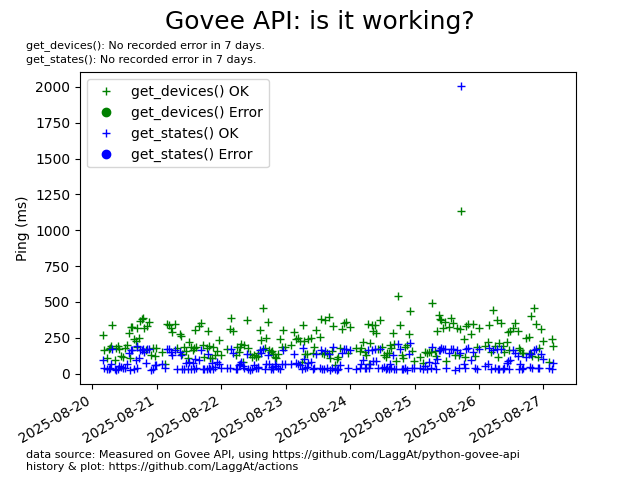 Govee API: is it working?
get_devices(): No recorded error in 7 days.
get_states(): No recorded error in 7 days.
get_devices() OK
get_devices() Error
get_states() OK
get_states() Error
Ping (ms)
2000
1750
1500
1250
1000
750
500
250
0
2025-08-20
2025-08-21
2025-08-22
2025-08-23
2025-08-24
2025-08-25
2025-08-26
2025-08-27
data source: Measured on Govee API, using https://github.com/LaggAt/python-govee-api
history & plot: https://github.com/LaggAt/actions